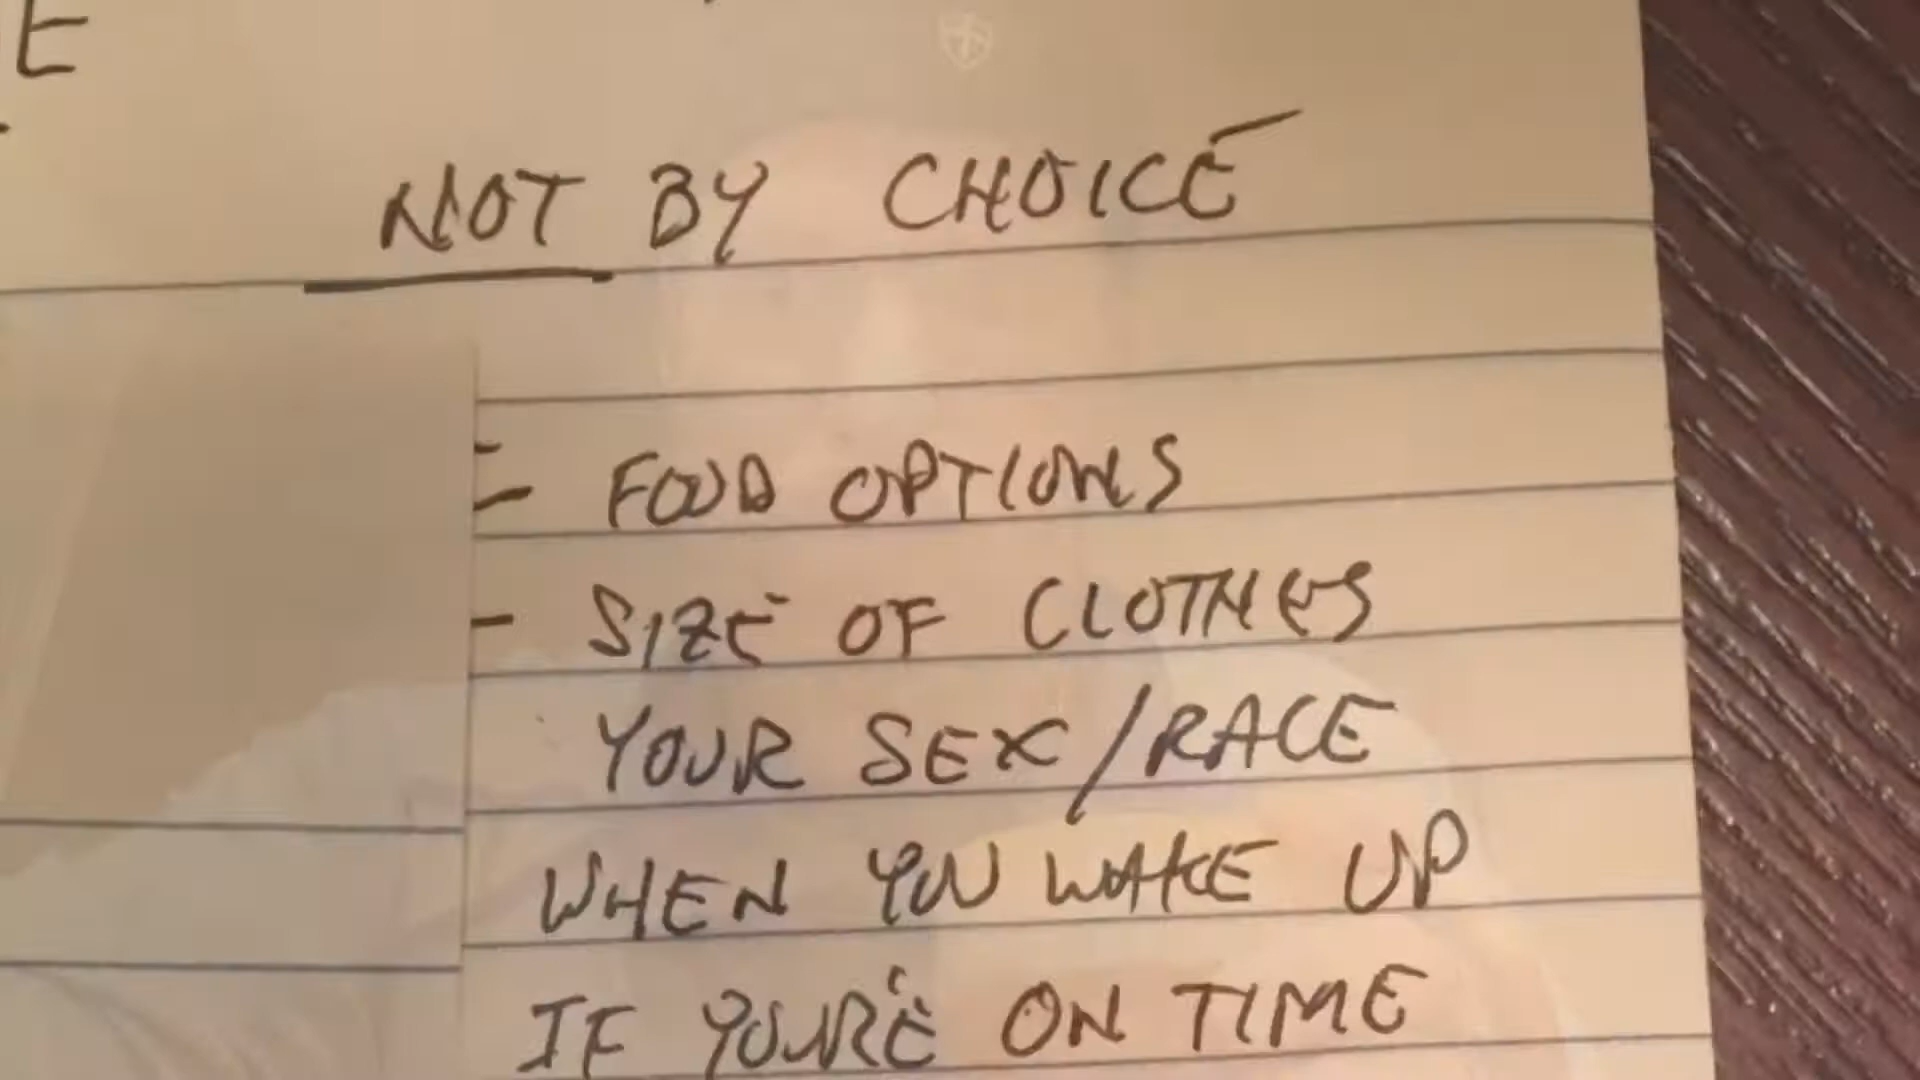 E
NOT BY CHOICE
- FOOD OPTIONS
- SIZE OF CLOTHES
YOUR SEX/RACE
WHEN YOU WAKE UP
IF YOU'RE ON TIME